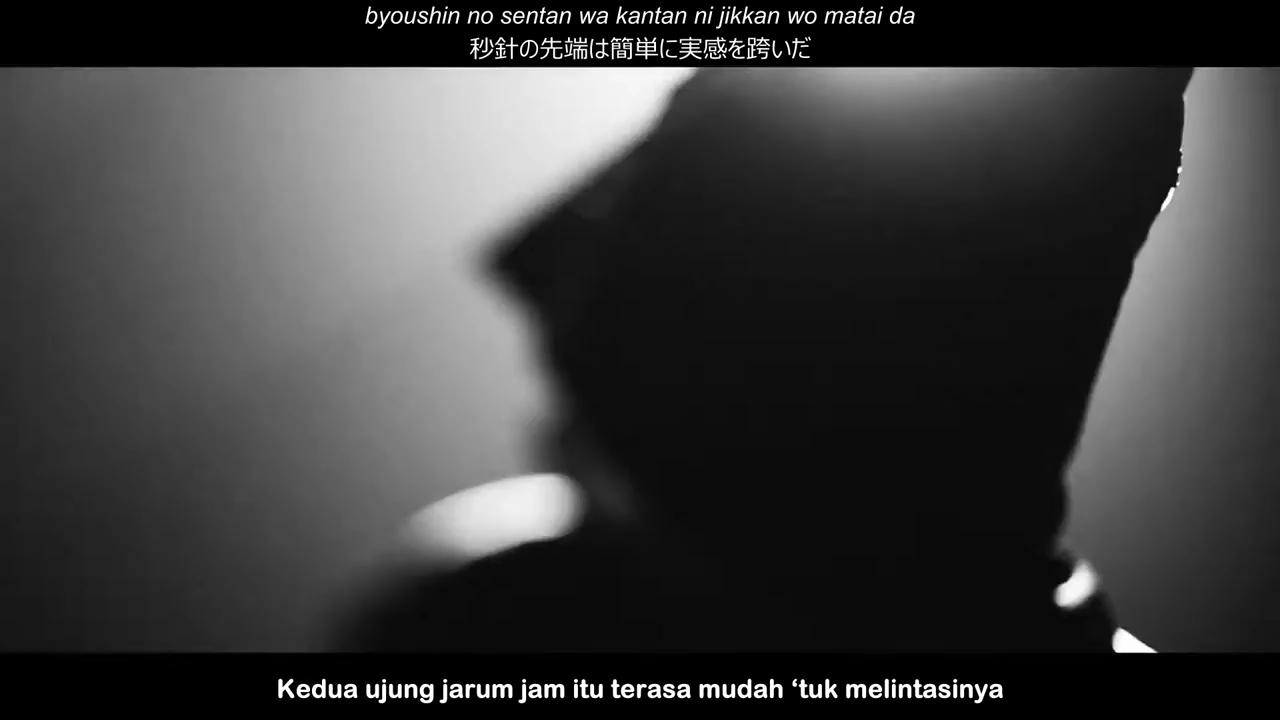 byoushin no sentan wa kantan ni jikkan wo matai da
秒針の先端は簡単に実感を跨いだ
Kedua ujung jarum jam itu terasa mudah ‘tuk melintasinya